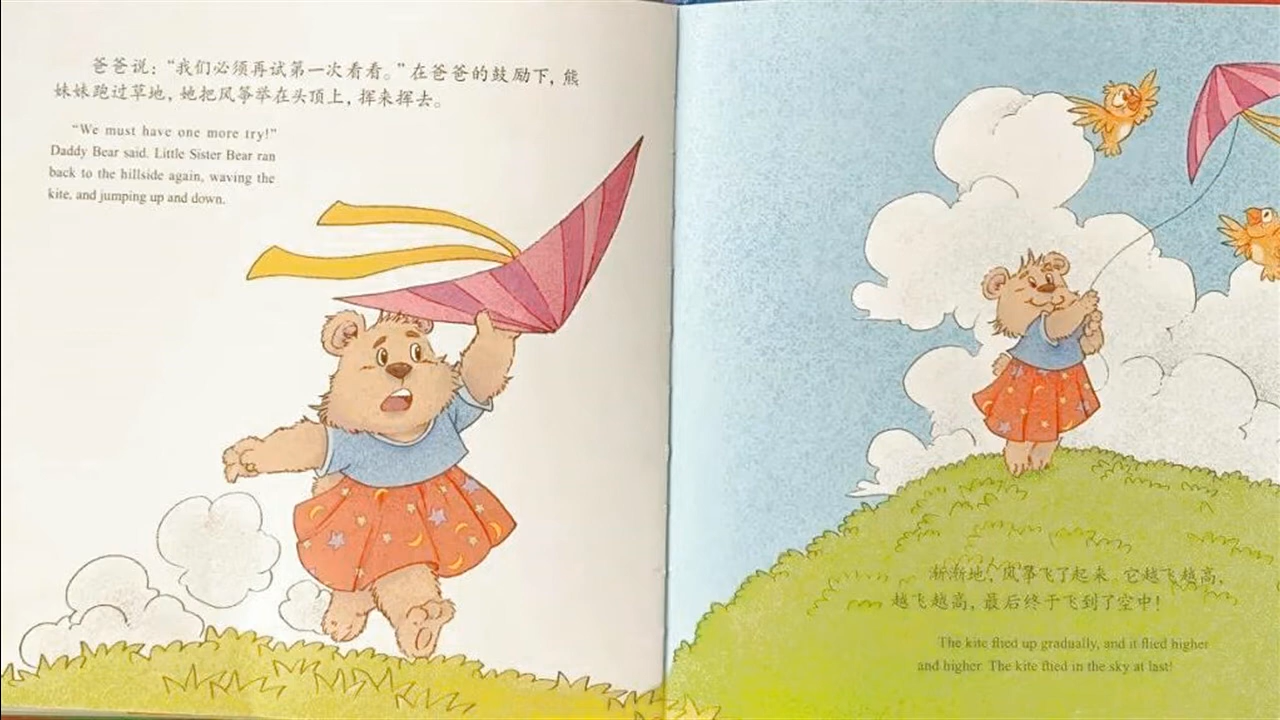 爸爸说：“我们必须再试第一次看看。”在爸爸的鼓励下，熊
妹妹跑过草地，她把风筝举在头顶上，挥来挥去。
“We must have one more try!”
Daddy Bear said. Little Sister Bear ran
back to the hillside again, waving the
kite, and jumping up and down.
渐渐地，风筝飞了起来，它越飞越高，
越飞越高，最后终于飞到了空中！
The kite flied up gradually, and it flied higher
and higher. The kite flied in the sky at last!